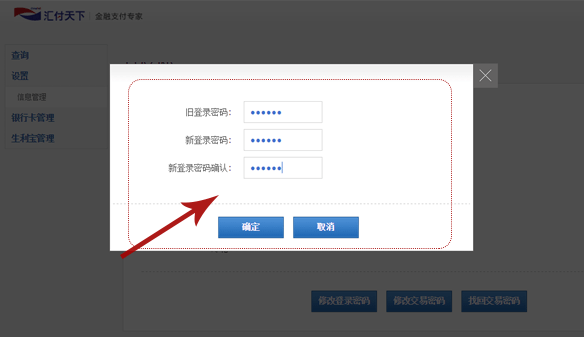 汇付天下 金融支付专家
查询
设置
信息管理
银行卡管理
生利宝管理
旧登录密码：
新登录密码：
新登录密码确认：
确定 取消
修改登录密码 修改交易密码 找回交易密码